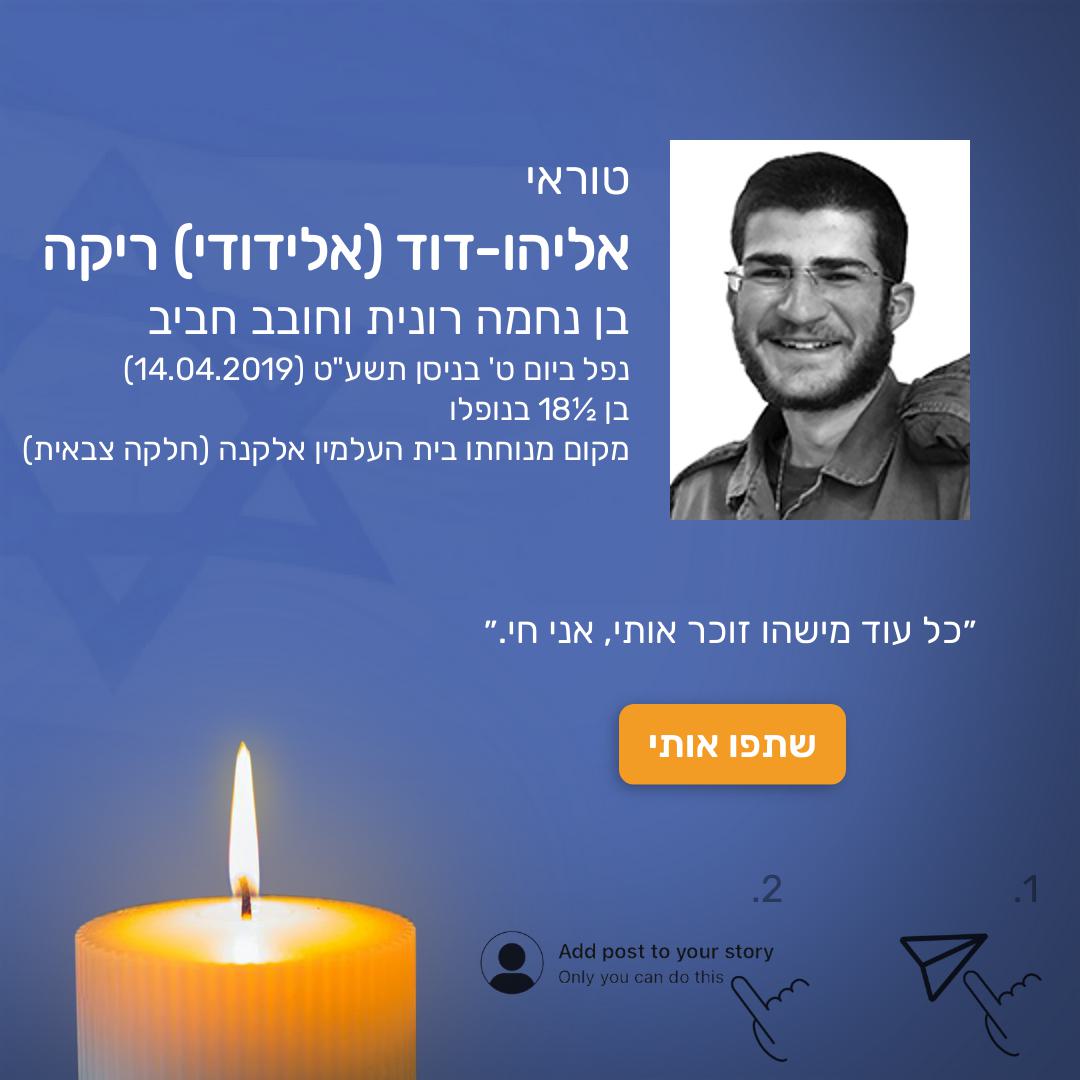 טוראי
אליהו-דוד (אלידודי) ריקה
בן נחמה רונית וחובב חביב
נפל ביום ט' בניסן תשע"ט (14.04.2019)
בן 18½ בנופלו
מקום מנוחתו בית העלמין אלקנה (חלקה צבאית)
״כל עוד מישהו זוכר אותי, אני חי.״
שתפו אותי
1.
2.
Add post to your story
Only you can do this